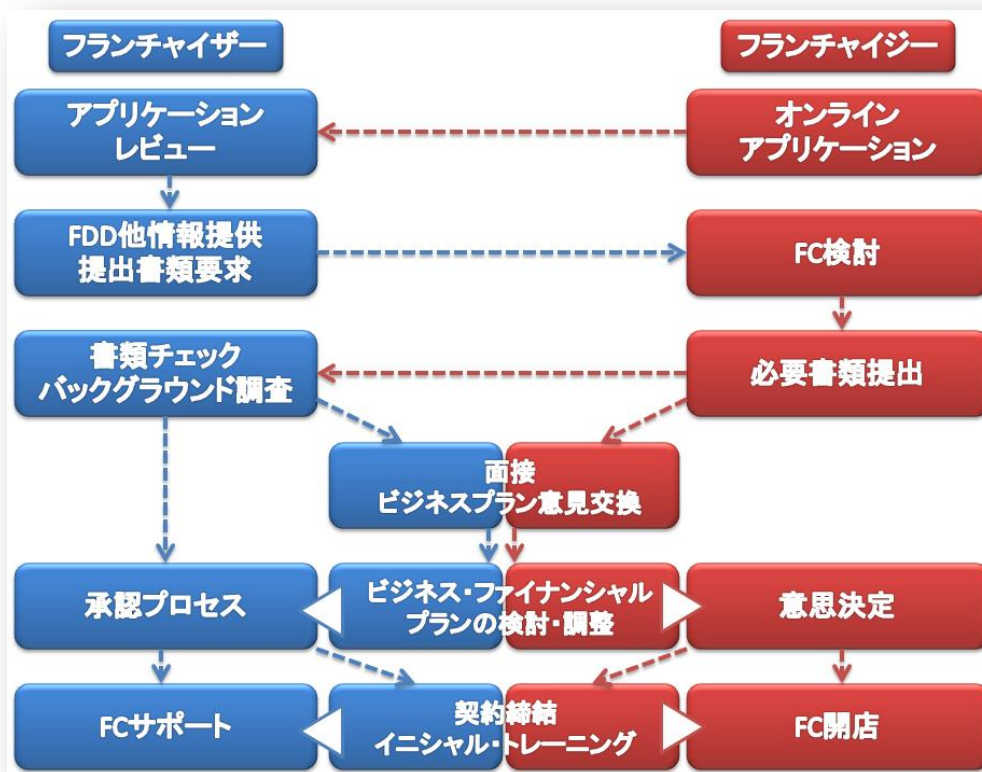 フランチャイザー
フランチャイジー
アプリケーション
レビュー
オンライン
アプリケーション
FDD他情報提供
提出書類要求
FC検討
書類チェック
バックグラウンド調査
必要書類提出
面接
ビジネスプラン意見交換
承認プロセス
ビジネス・ファイナンシャル
プランの検討・調整
意思決定
FCサポート
契約締結
イニシャル・トレーニング
FC開店